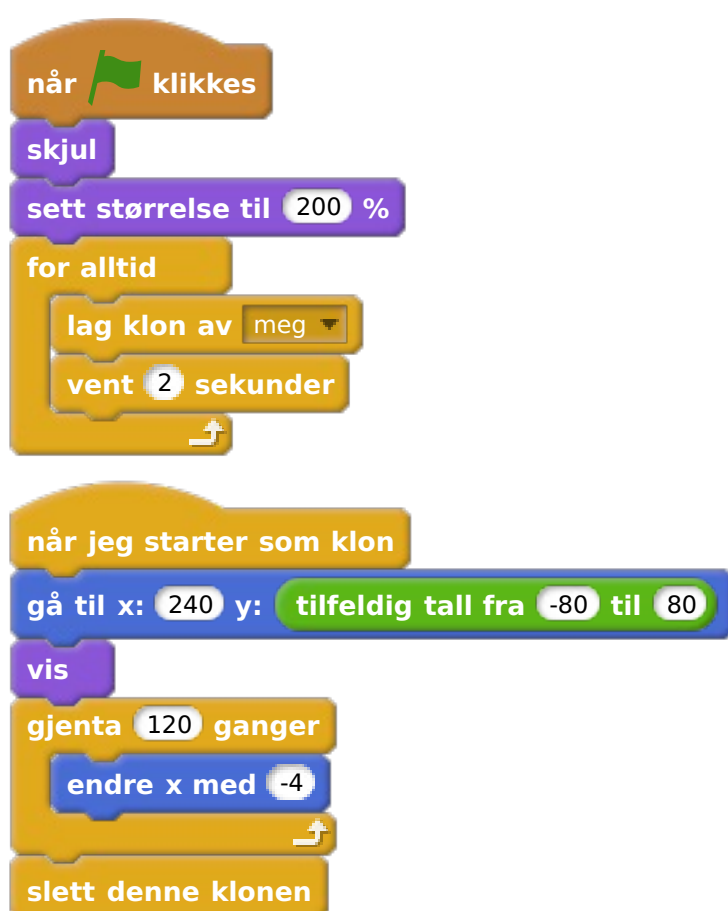 når klikkes
skjul
sett størrelse til 200 %
for alltid
lag klon av meg
vent 2 sekunder
når jeg starter som klon
gå til x: 240 y: tilfeldig tall fra -80 til 80
vis
gjenta 120 ganger
endre x med -4
slett denne klonen